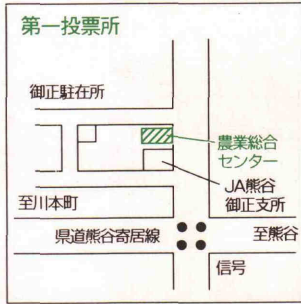 第一投票所
御正駐在所
農業総合
センター
JA熊谷
御正支所
至川本町
県道熊谷寄居線
至熊谷
信号